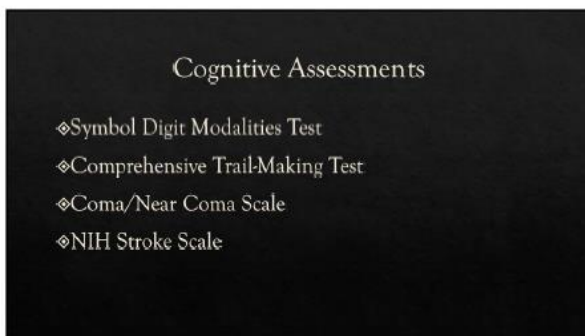 Cognitive Assessments
◈Symbol Digit Modalities Test
◈Comprehensive Trail-Making Test
◈Coma/Near Coma Scale
◈NIH Stroke Scale